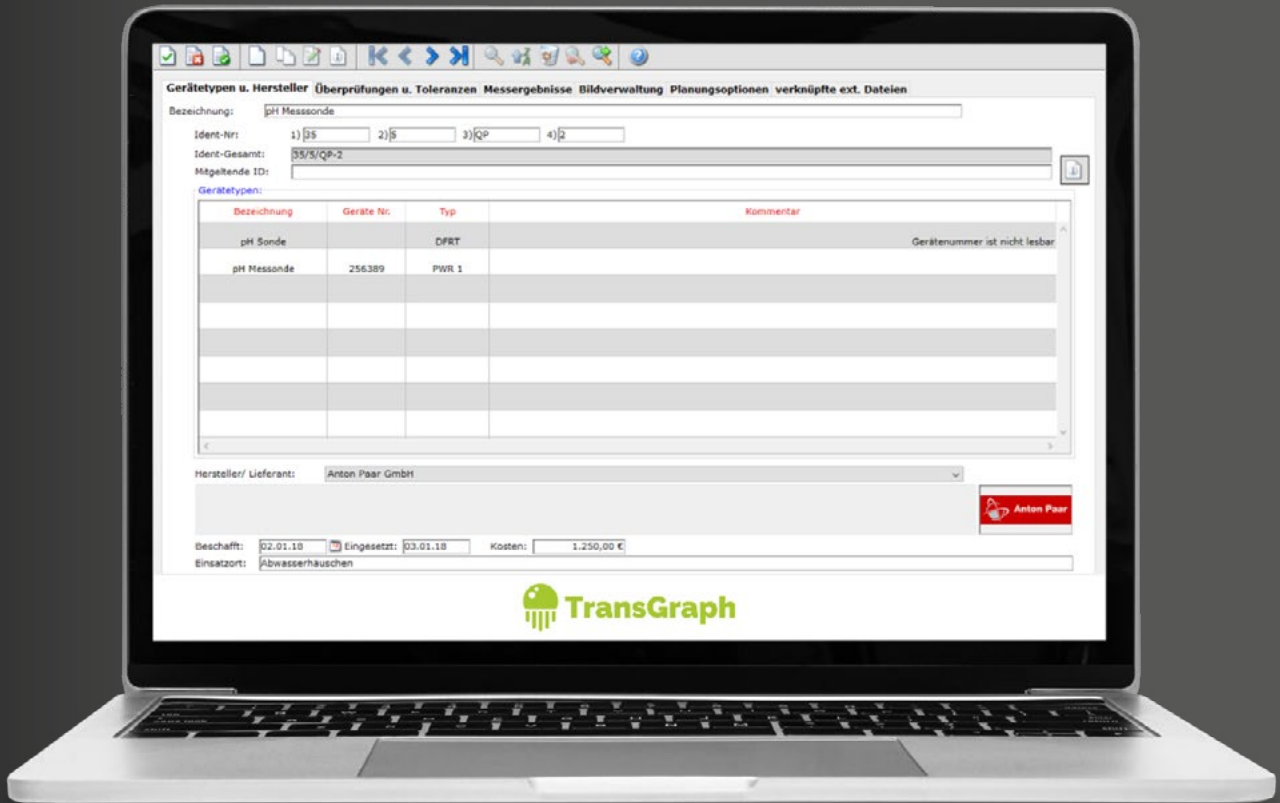 Gerätetypen u. Hersteller Überprüfungen u. Toleranzen Messergebnisse Bildverwaltung Planungsoptionen verknüpfte ext. Dateien
Bezeichnung: pH Messsonde
Ident-Nr: 1) 35 2) 5 3) QP 4) 2
Ident-Gesamt: 35/5/QP-2
Mitgeltende ID:
Gerätetypen:
Bezeichnung Geräte Nr. Typ Kommentar
pH Sonde DFRT Gerätenummer ist nicht lesbar
pH Messonde 256389 PWR 1
Hersteller/ Lieferant: Anton Paar GmbH
Anton Paar
Beschafft: 02.01.18 Eingesetzt: 03.01.18 Kosten: 1.250,00 €
Einsatzort: Abwasserhäuschen
TransGraph